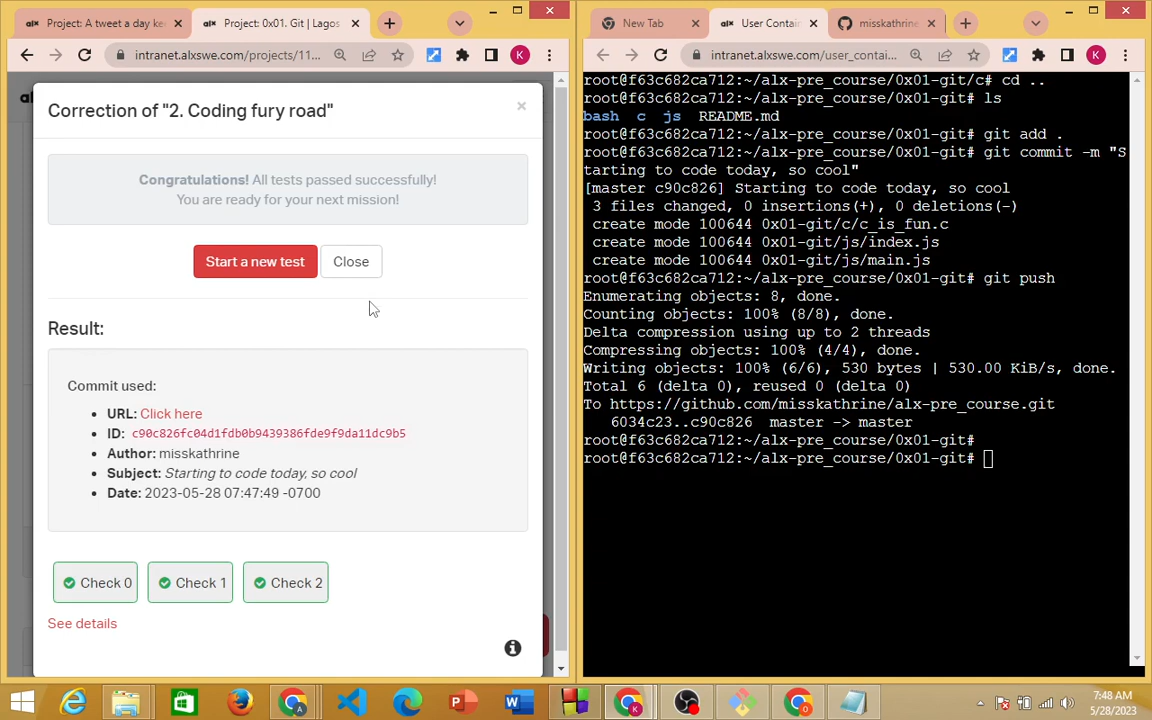 Project: A tweet a day kee
Project: 0x01. Git | Lagos
intranet.alxswe.com/projects/11...
K
Correction of "2. Coding fury road"
×
Congratulations! All tests passed successfully!
You are ready for your next mission!
Start a new test
Close
Result:
Commit used:
URL: Click here
ID: c90c826fc04d1fdb0b9439386fde9f9da11dc9b5
Author: misskathrine
Subject: Starting to code today, so cool
Date: 2023-05-28 07:47:49 -0700
Check 0
Check 1
Check 2
See details
New Tab
User Contain
misskathrine
intranet.alxswe.com/user_contai...
K
root@f63c682ca712:~/alx-pre_course/0x01-git/c# cd ..
root@f63c682ca712:~/alx-pre_course/0x01-git# ls
bash  c  js  README.md
root@f63c682ca712:~/alx-pre_course/0x01-git# git add .
root@f63c682ca712:~/alx-pre_course/0x01-git# git commit -m "S
tarting to code today, so cool"
[master c90c826] Starting to code today, so cool
 3 files changed, 0 insertions(+), 0 deletions(-)
 create mode 100644 0x01-git/c/c_is_fun.c
 create mode 100644 0x01-git/js/index.js
 create mode 100644 0x01-git/js/main.js
root@f63c682ca712:~/alx-pre_course/0x01-git# git push
Enumerating objects: 8, done.
Counting objects: 100% (8/8), done.
Delta compression using up to 2 threads
Compressing objects: 100% (4/4), done.
Writing objects: 100% (6/6), 530 bytes | 530.00 KiB/s, done.
Total 6 (delta 0), reused 0 (delta 0)
To https://github.com/misskathrine/alx-pre_course.git
   6034c23..c90c826  master -> master
root@f63c682ca712:~/alx-pre_course/0x01-git#
root@f63c682ca712:~/alx-pre_course/0x01-git#
7:48 AM
5/28/2023